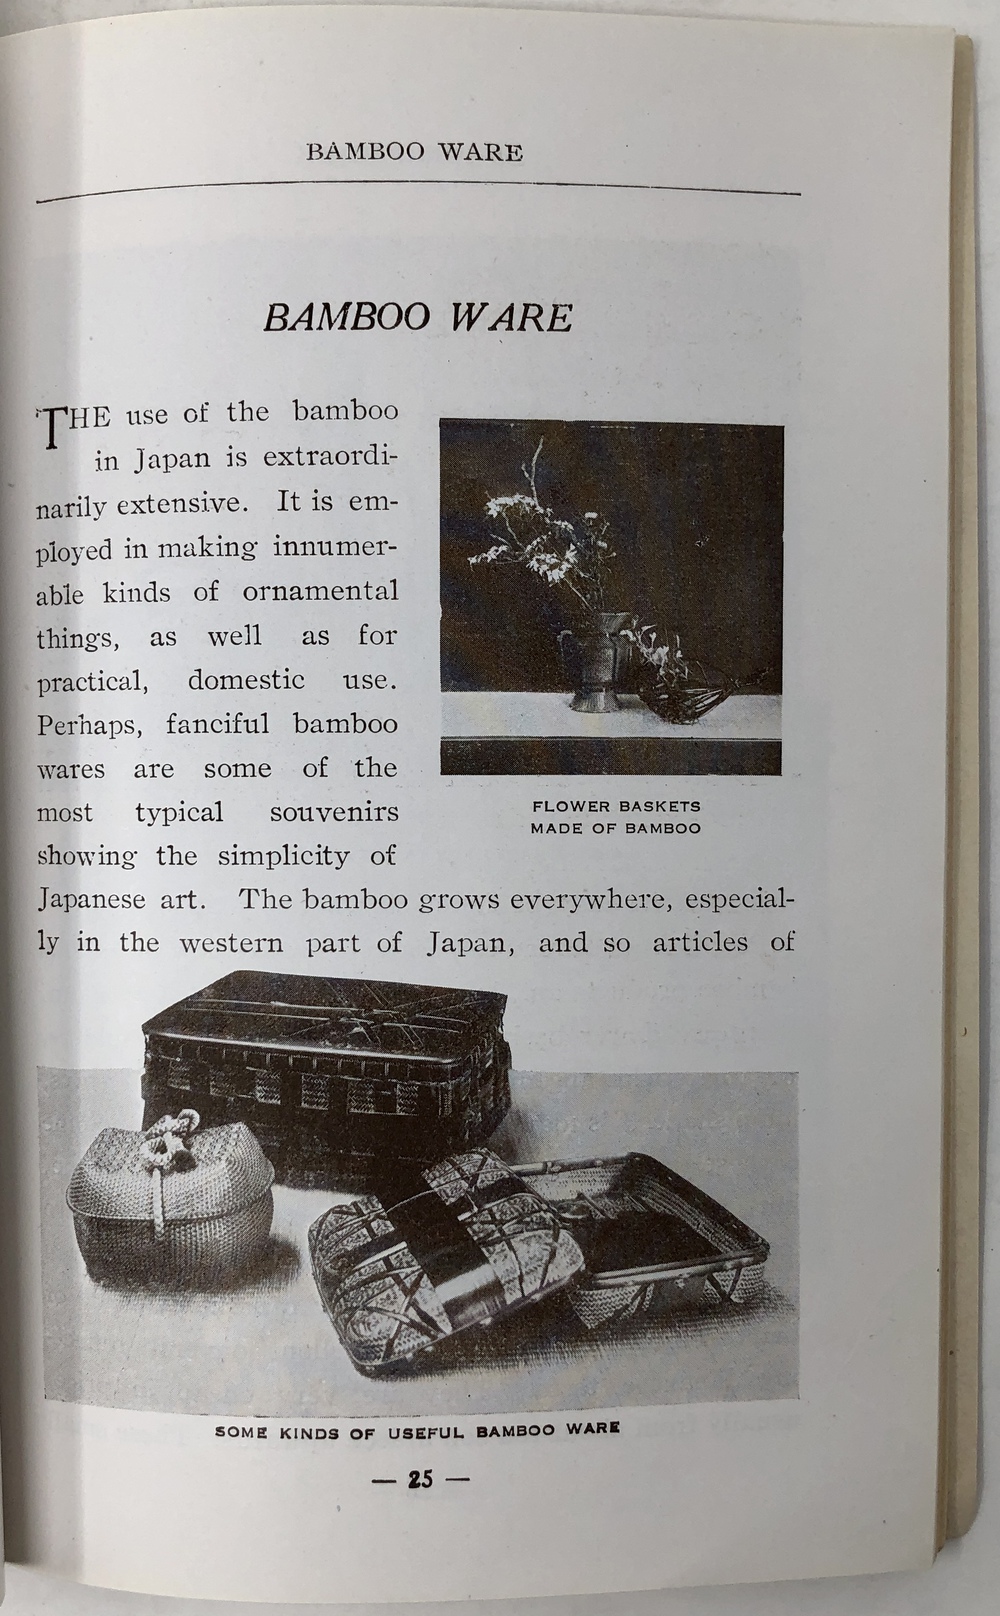 BAMBOO WARE
BAMBOO WARE
THE use of the bamboo
in Japan is extraordi-
narily extensive. It is em-
ployed in making innumer-
able kinds of ornamental
things, as well as for
practical, domestic use.
Perhaps, fanciful bamboo
wares are some of the
most typical souvenirs
showing the simplicity of
Japanese art. The bamboo grows everywhere, especial-
ly in the western part of Japan, and so articles of
FLOWER BASKETS
MADE OF BAMBOO
SOME KINDS OF USEFUL BAMBOO WARE
— 25 —